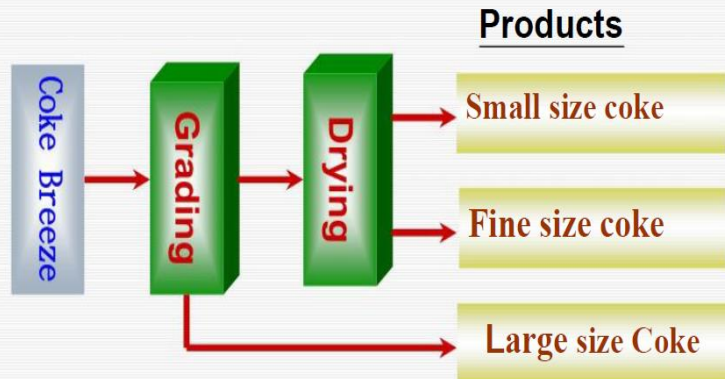 Products
Coke Breeze
Grading
Drying
Small size coke
Fine size coke
Large size Coke